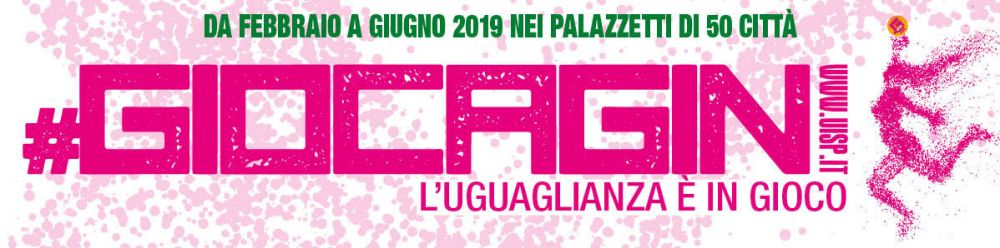 DA FEBBRAIO A GIUGNO 2019 NEI PALAZZETTI DI 50 CITTÀ
#GIOCAGIN
WWW.UISP.IT
L'UGUAGLIANZA È IN GIOCO